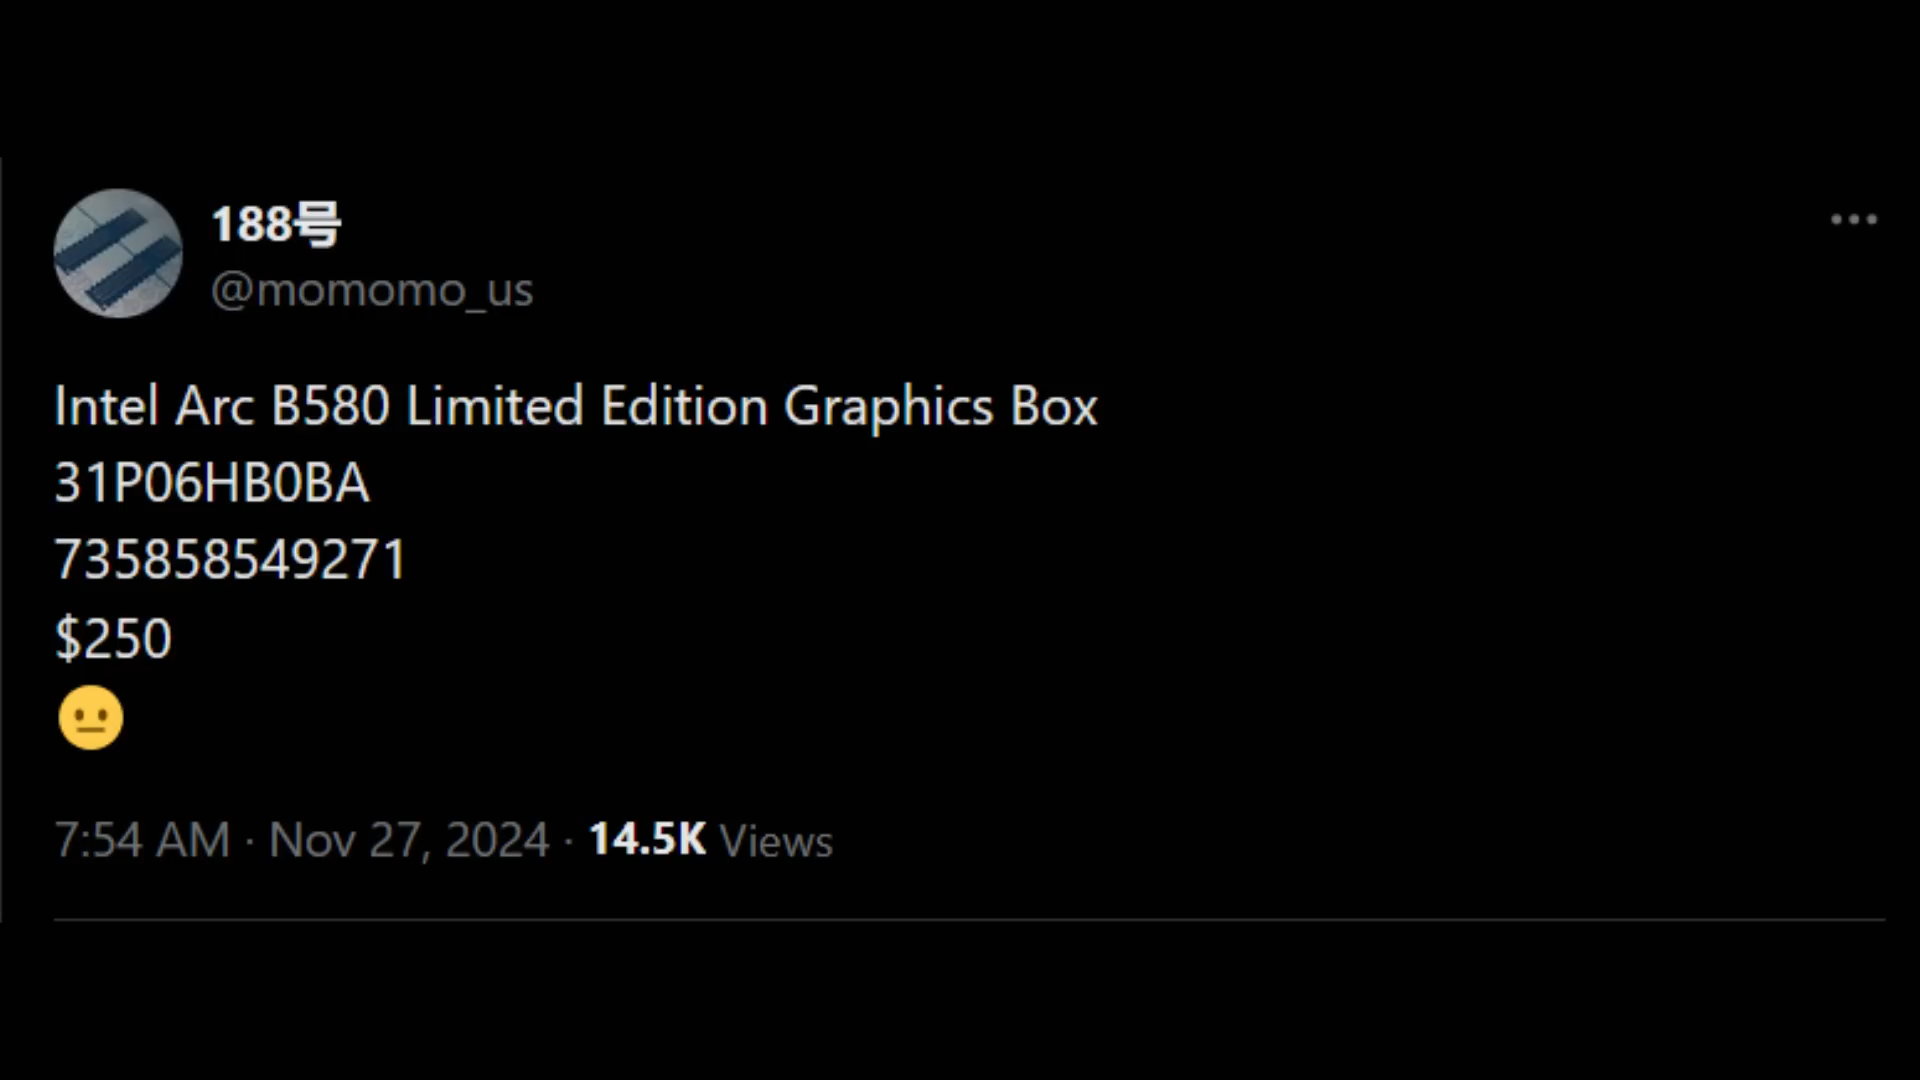 188号
@momomo_us
Intel Arc B580 Limited Edition Graphics Box
31P06HB0BA
735858549271
$250
😐
7:54 AM · Nov 27, 2024 · 14.5K Views